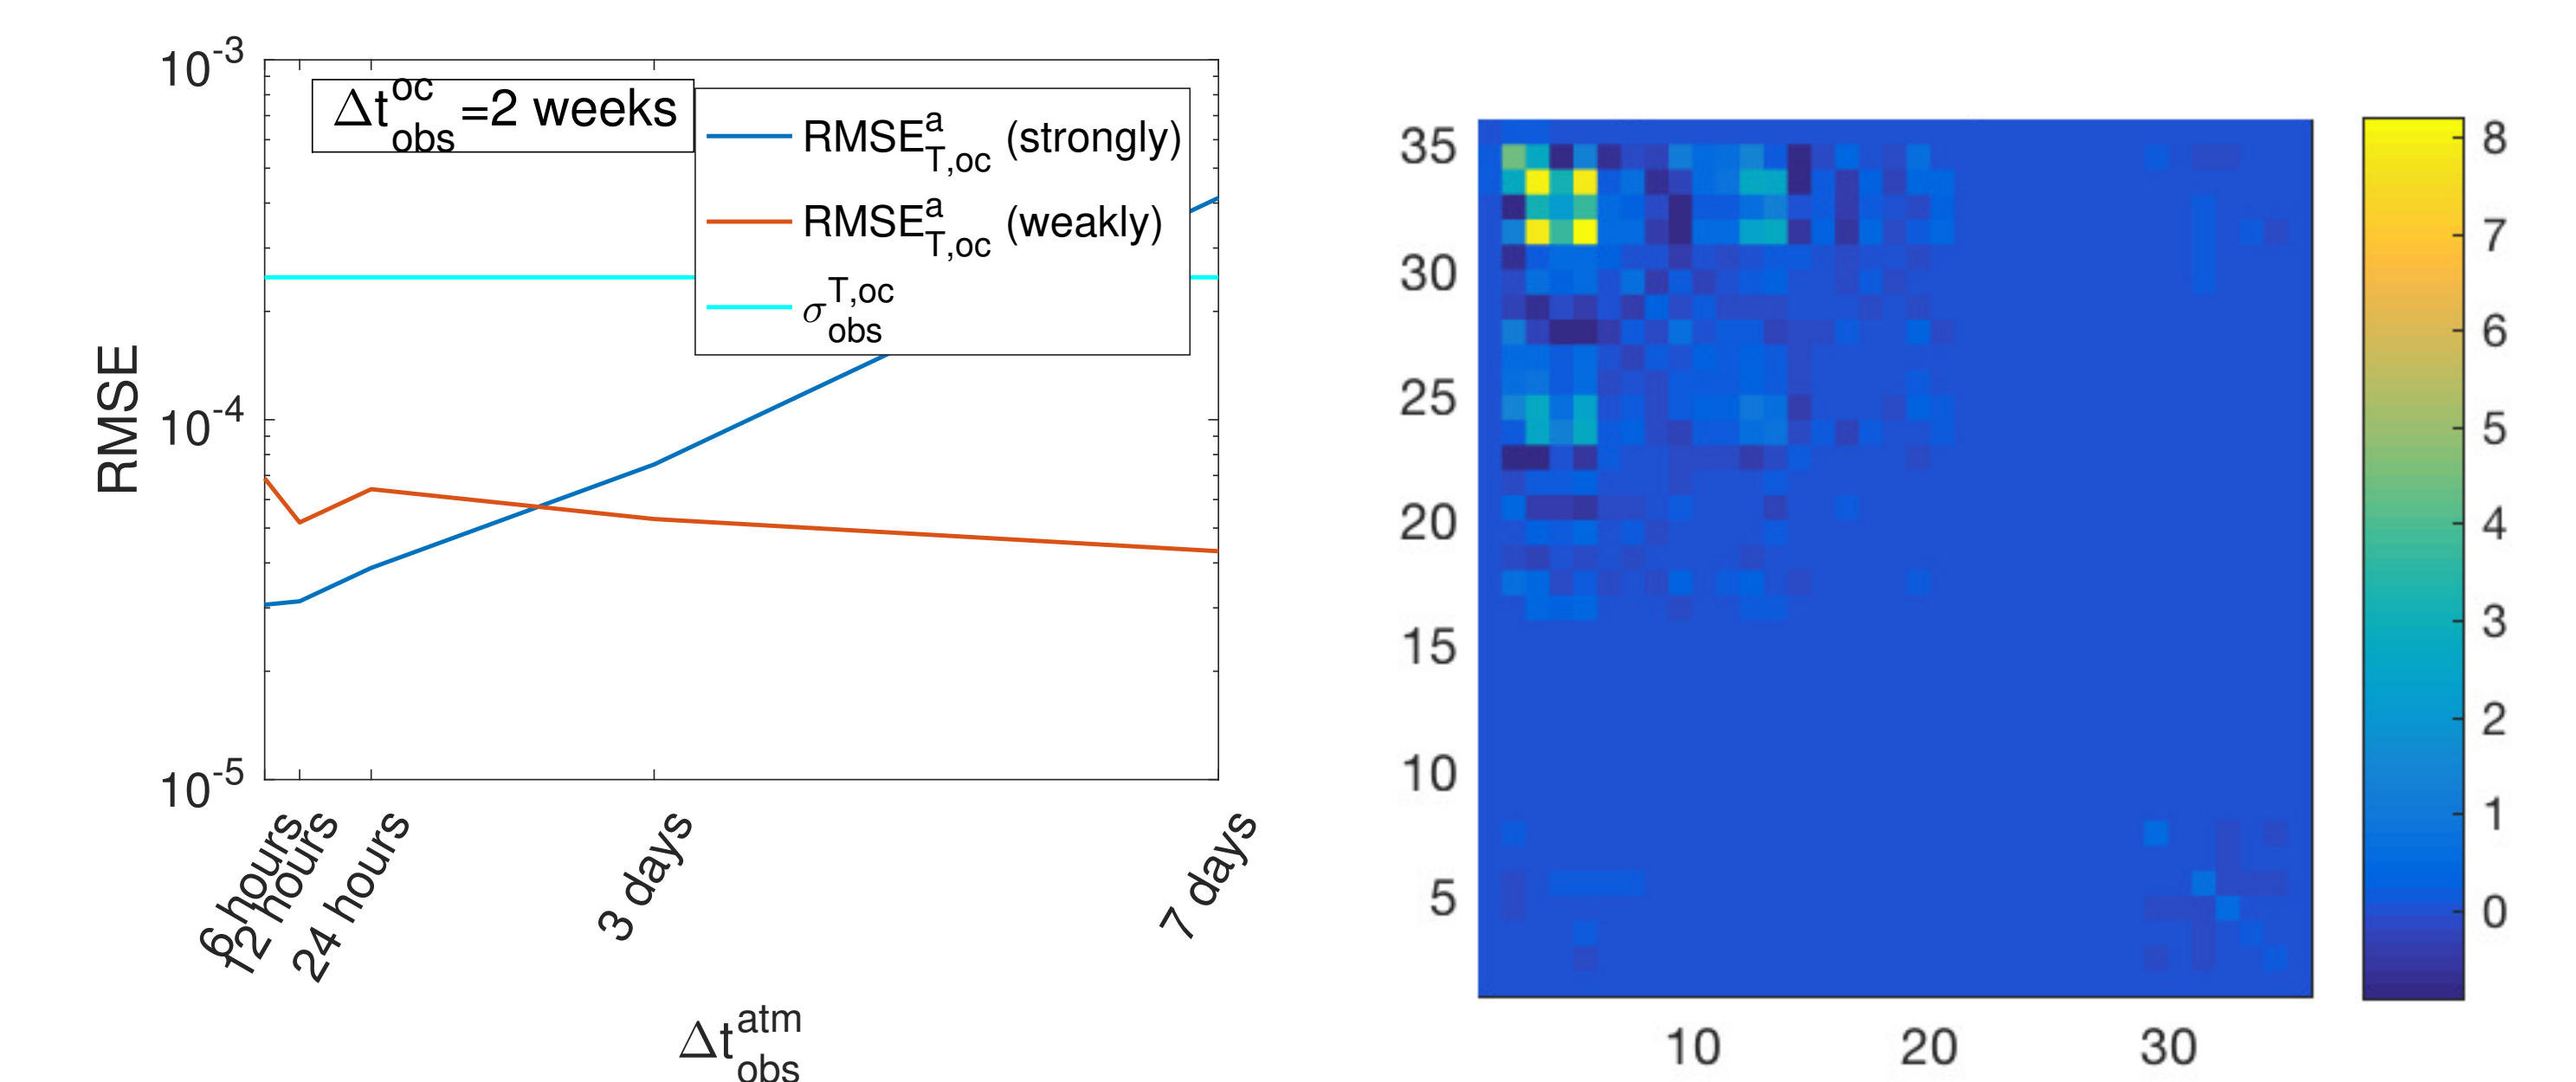 10^-3
10^-4
10^-5
RMSE
Δt^oc_obs=2 weeks
RMSE^a_T,oc (strongly)
RMSE^a_T,oc (weakly)
σ^T,oc_obs
6 hours
12 hours
24 hours
3 days
7 days
Δt^atm_obs
35
30
25
20
15
10
5
10
20
30
8
7
6
5
4
3
2
1
0